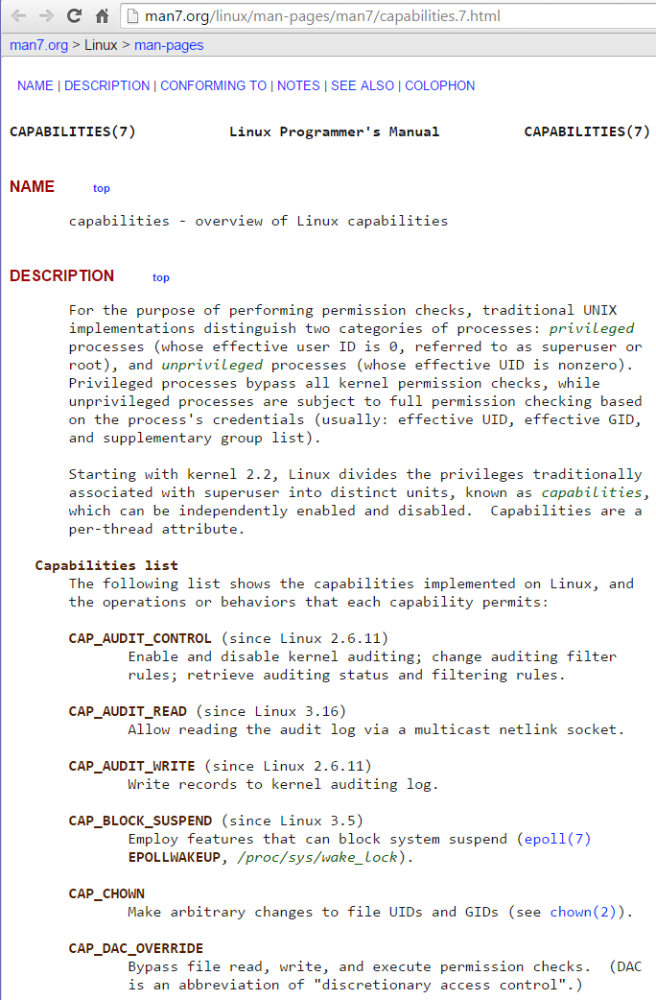 man7.org/linux/man-pages/man7/capabilities.7.html
man7.org > Linux > man-pages
NAME | DESCRIPTION | CONFORMING TO | NOTES | SEE ALSO | COLOPHON
CAPABILITIES(7) Linux Programmer's Manual CAPABILITIES(7)
NAME top
capabilities - overview of Linux capabilities
DESCRIPTION top
For the purpose of performing permission checks, traditional UNIX
implementations distinguish two categories of processes: privileged
processes (whose effective user ID is 0, referred to as superuser or
root), and unprivileged processes (whose effective UID is nonzero).
Privileged processes bypass all kernel permission checks, while
unprivileged processes are subject to full permission checking based
on the process's credentials (usually: effective UID, effective GID,
and supplementary group list).
Starting with kernel 2.2, Linux divides the privileges traditionally
associated with superuser into distinct units, known as capabilities,
which can be independently enabled and disabled. Capabilities are a
per-thread attribute.
Capabilities list
The following list shows the capabilities implemented on Linux, and
the operations or behaviors that each capability permits:
CAP_AUDIT_CONTROL (since Linux 2.6.11)
Enable and disable kernel auditing; change auditing filter
rules; retrieve auditing status and filtering rules.
CAP_AUDIT_READ (since Linux 3.16)
Allow reading the audit log via a multicast netlink socket.
CAP_AUDIT_WRITE (since Linux 2.6.11)
Write records to kernel auditing log.
CAP_BLOCK_SUSPEND (since Linux 3.5)
Employ features that can block system suspend (epoll(7)
EPOLLWAKEUP, /proc/sys/wake_lock).
CAP_CHOWN
Make arbitrary changes to file UIDs and GIDs (see chown(2)).
CAP_DAC_OVERRIDE
Bypass file read, write, and execute permission checks. (DAC
is an abbreviation of "discretionary access control".)